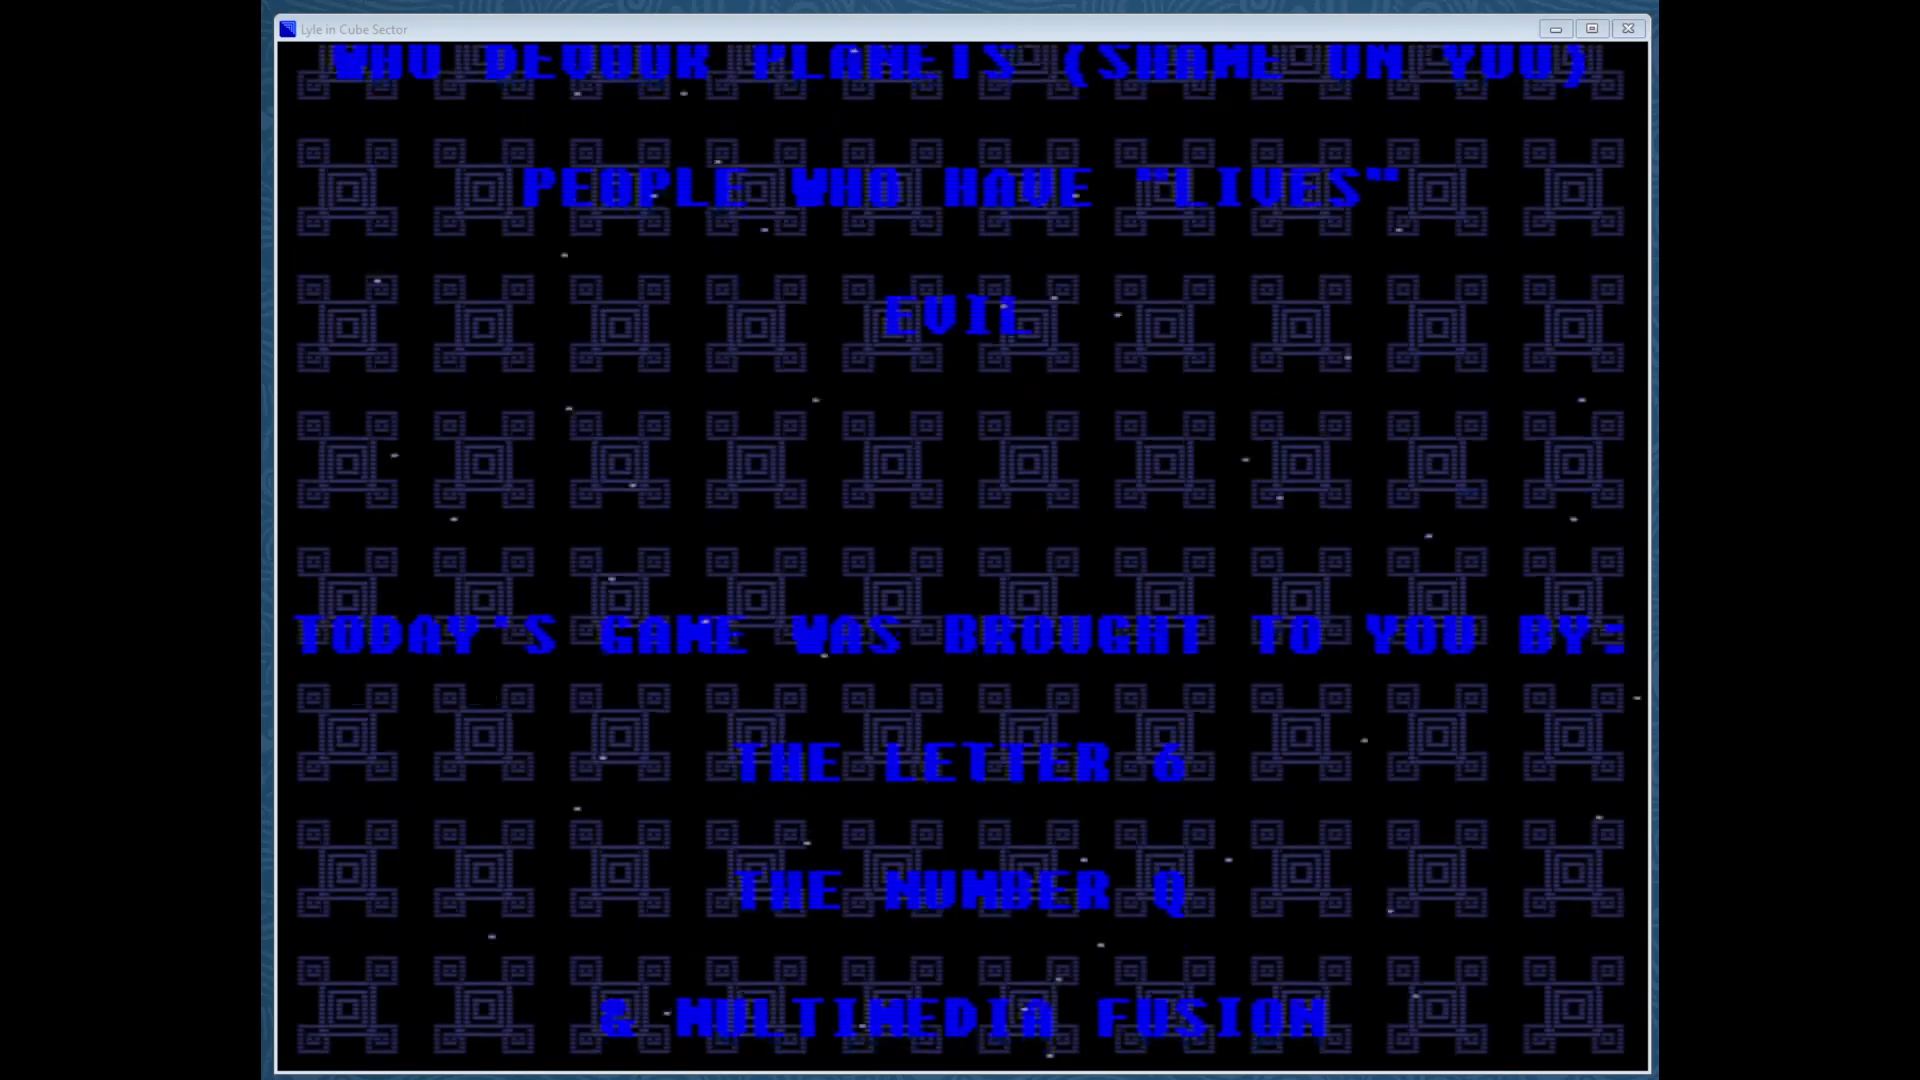 Lyle in Cube Sector
WHO DEVOUR PLANETS (SHAME ON YOU)
PEOPLE WHO HAVE "LIVES"
EVIL
TODAY'S GAME WAS BROUGHT TO YOU BY:
THE LETTER 6
THE NUMBER Q
& MULTIMEDIA FUSION